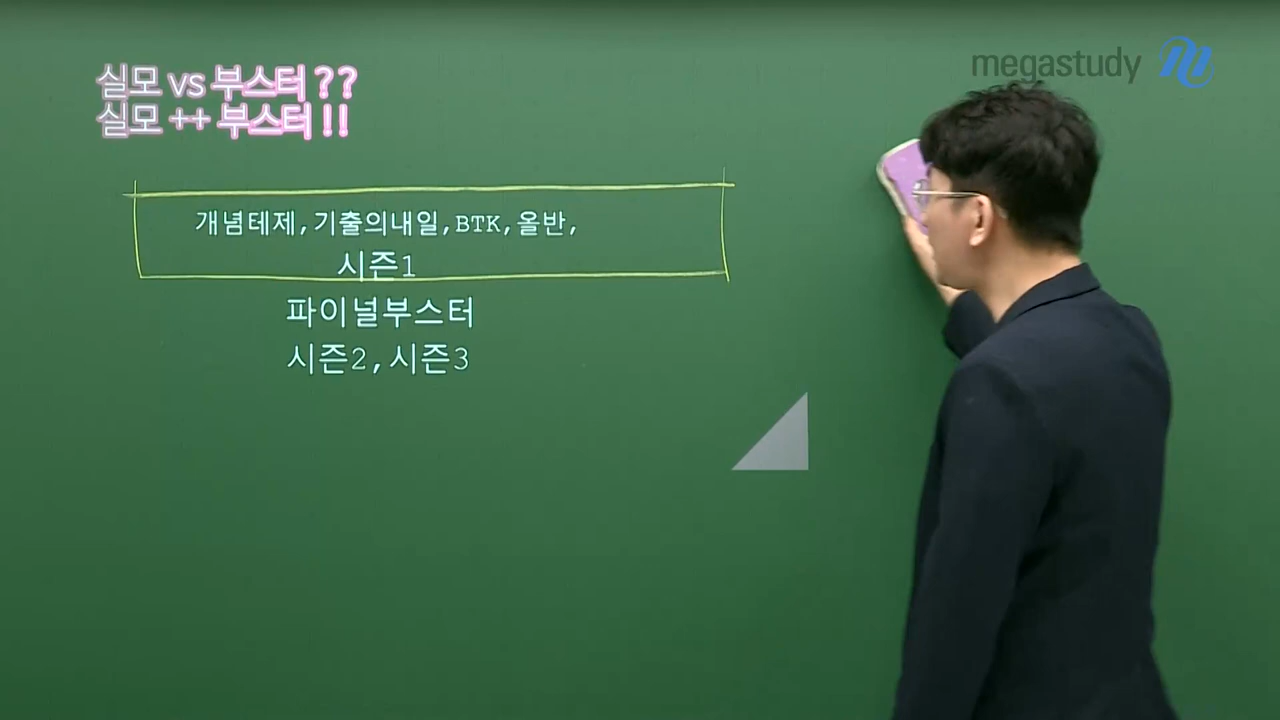 실모 vs 부스터 ??
실모 ++ 부스터 !!
megastudy
개념테제,기출의내일,BTK,올반,
시즌1
파이널부스터
시즌2,시즌3